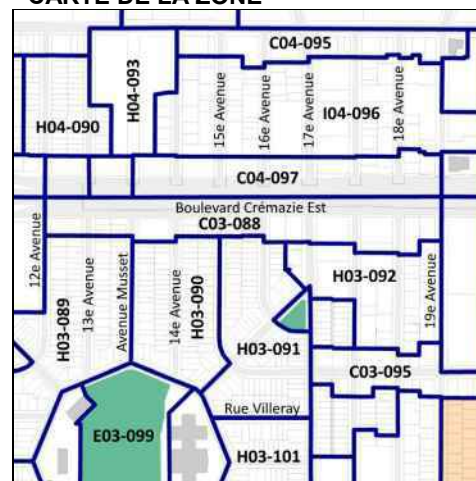 CARTE DE LA ZONE
C04-095
H04-093
15e Avenue
16e Avenue
17e Avenue
18e Avenue
I04-096
H04-090
C04-097
Boulevard Crémazie Est
C03-088
12e Avenue
H03-089
13e Avenue
Avenue Musset
14e Avenue
H03-090
H03-092
19e Avenue
H03-091
C03-095
Rue Villeray
E03-099
H03-101